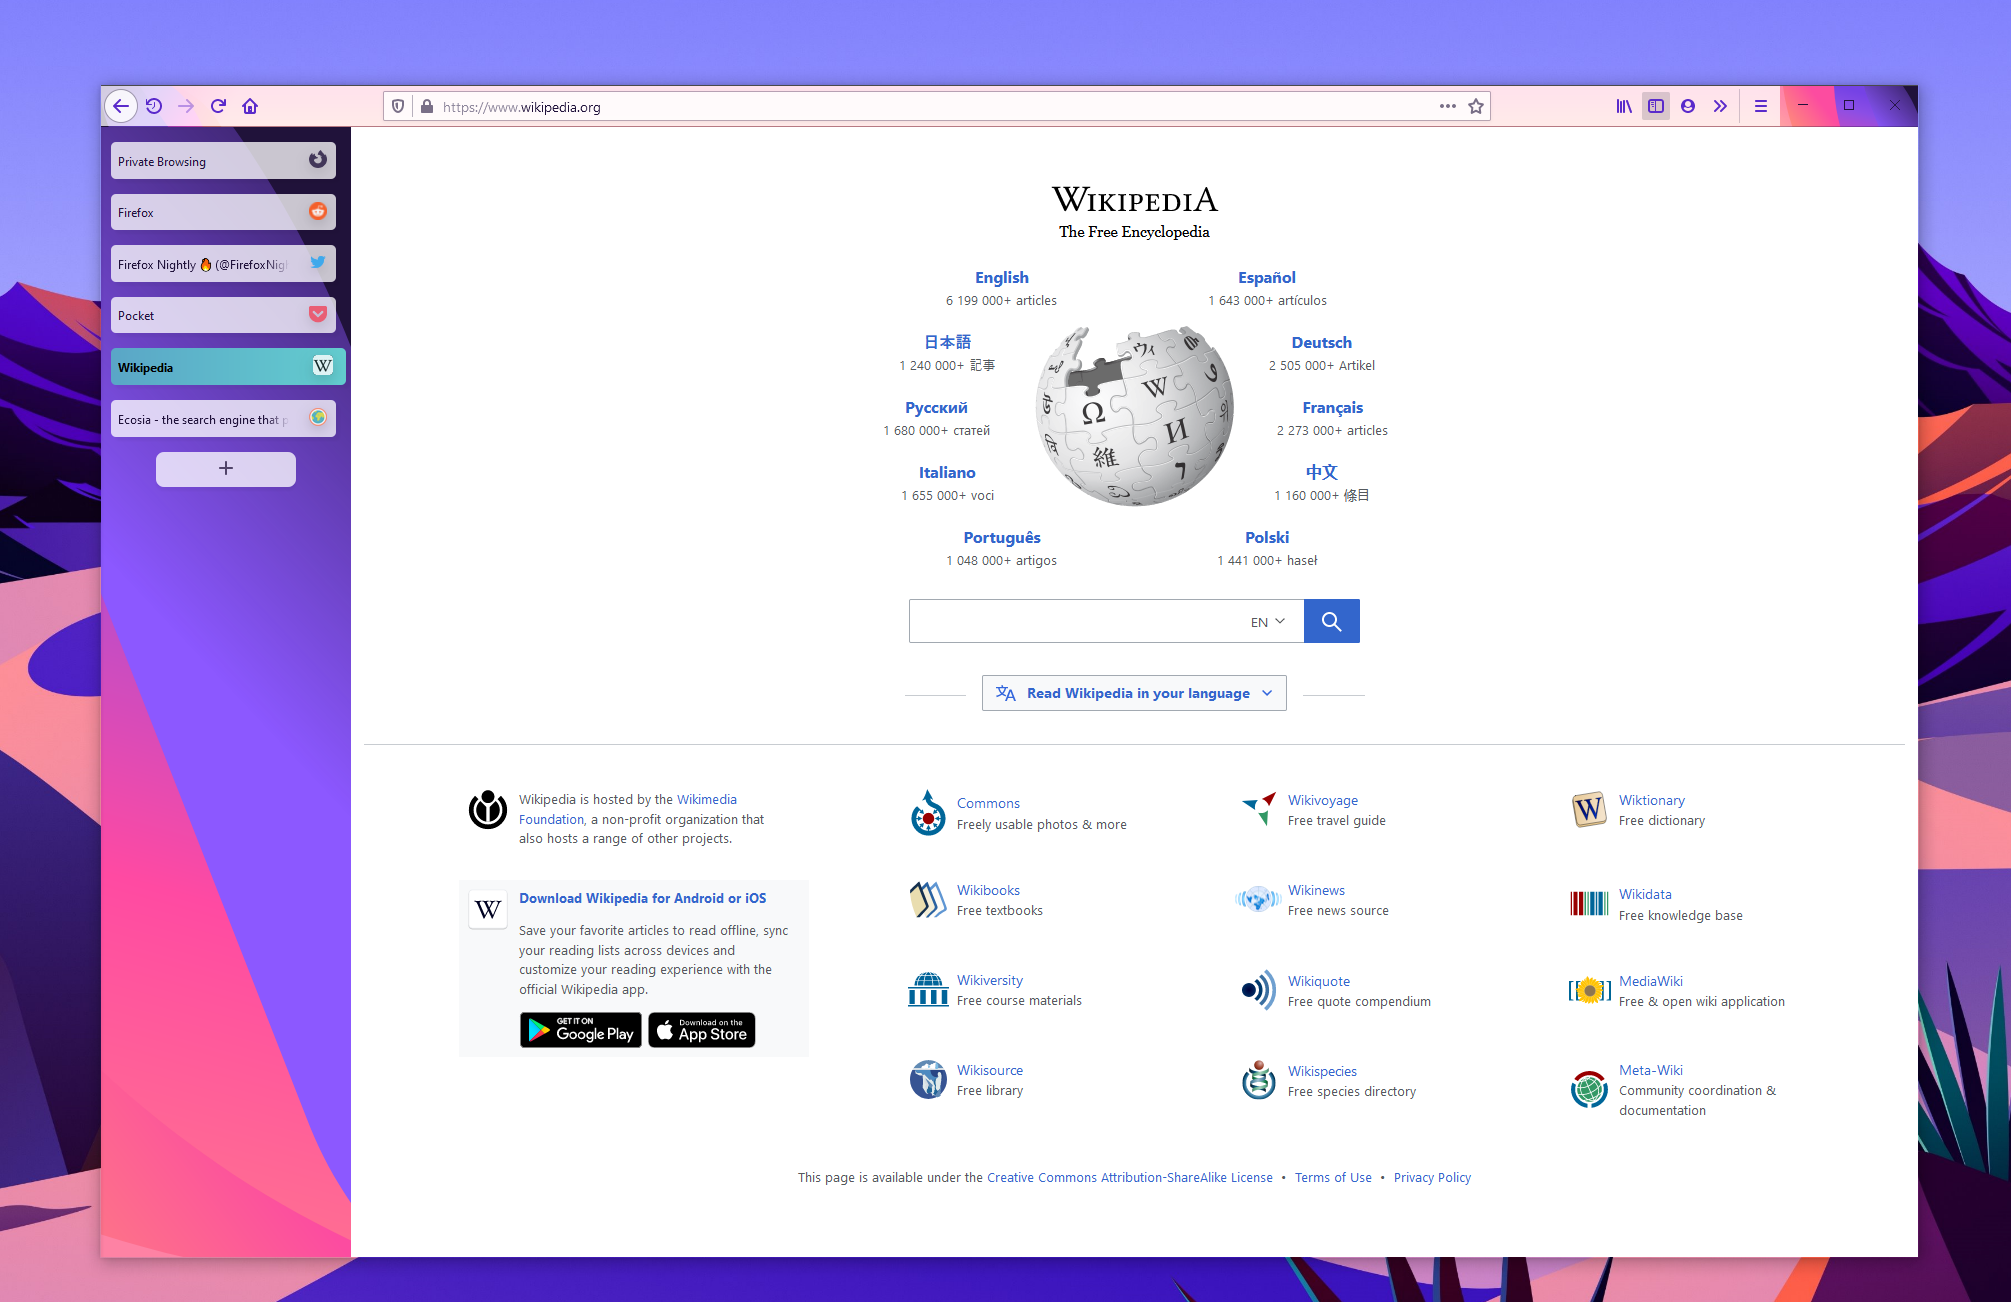 https://www.wikipedia.org
Private Browsing
Firefox
Firefox Nightly 🔥 (@FirefoxNigh
Pocket
Wikipedia
Ecosia - the search engine that p
WIKIPEDIA
The Free Encyclopedia
English
6 199 000+ articles
Español
1 643 000+ artículos
日本語
1 240 000+ 記事
Deutsch
2 505 000+ Artikel
Русский
1 680 000+ статей
Français
2 273 000+ articles
Italiano
1 655 000+ voci
中文
1 160 000+ 條目
Português
1 048 000+ artigos
Polski
1 441 000+ haseł
EN
Read Wikipedia in your language
Wikipedia is hosted by the Wikimedia
Foundation, a non-profit organization that
also hosts a range of other projects.
Download Wikipedia for Android or iOS
Save your favorite articles to read offline, sync
your reading lists across devices and
customize your reading experience with the
official Wikipedia app.
GET IT ON
Google Play
Download on the
App Store
Commons
Freely usable photos & more
Wikivoyage
Free travel guide
Wiktionary
Free dictionary
Wikibooks
Free textbooks
Wikinews
Free news source
Wikidata
Free knowledge base
Wikiversity
Free course materials
Wikiquote
Free quote compendium
MediaWiki
Free & open wiki application
Wikisource
Free library
Wikispecies
Free species directory
Meta-Wiki
Community coordination &
documentation
This page is available under the Creative Commons Attribution-ShareAlike License • Terms of Use • Privacy Policy